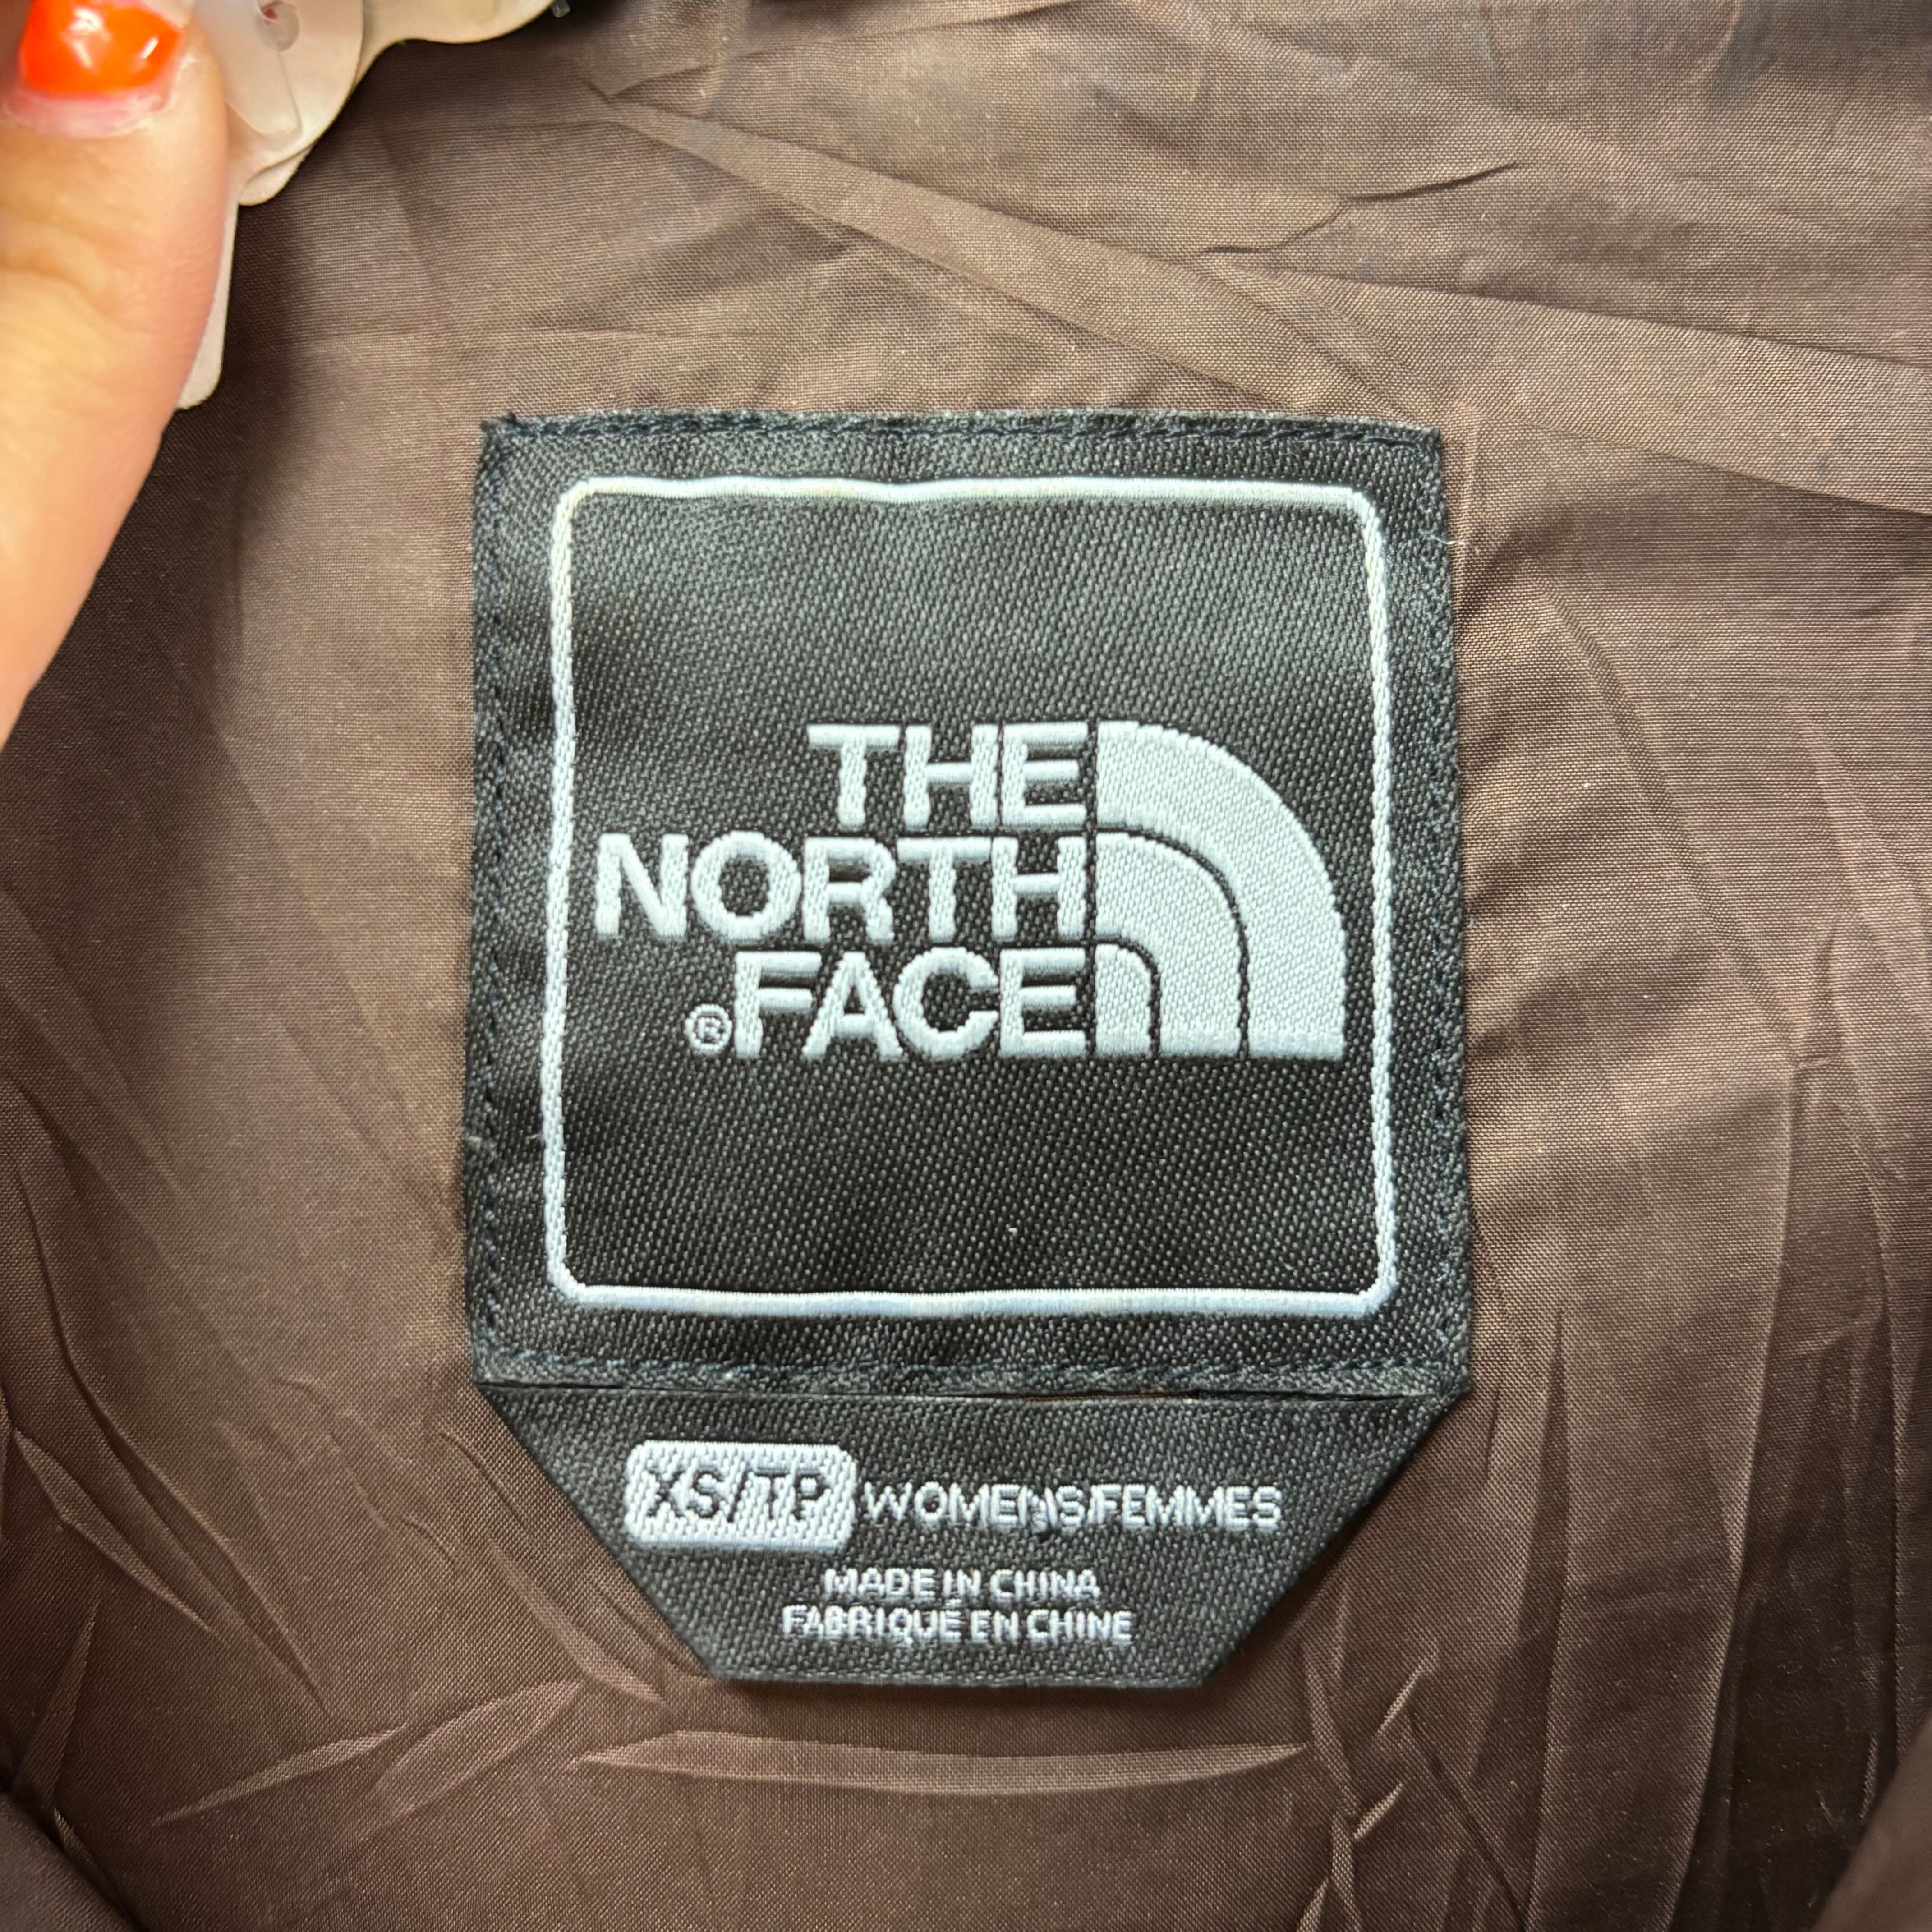 THE
NORTH
®FACE
XS/TP WOMENS/FEMMES
MADE IN CHINA
FABRIQUÉ EN CHINE